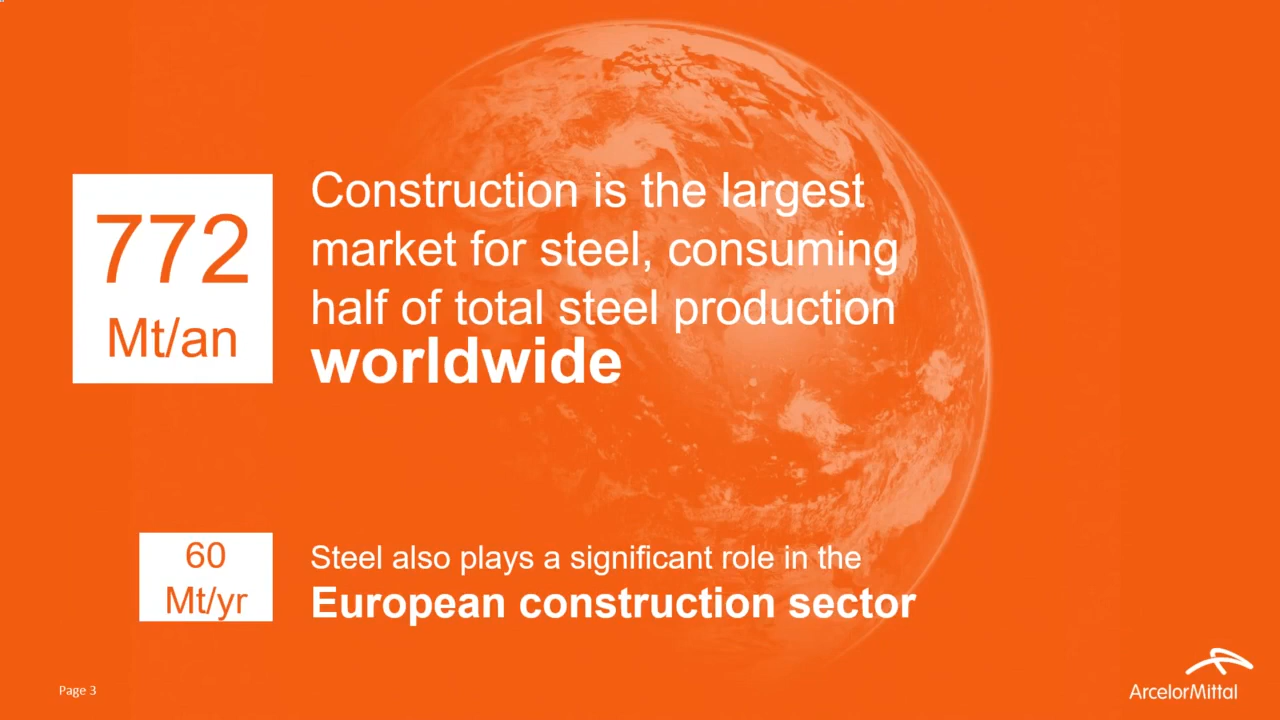 772
Mt/an
Construction is the largest
market for steel, consuming
half of total steel production
worldwide
60
Mt/yr
Steel also plays a significant role in the
European construction sector
Page 3
ArcelorMittal